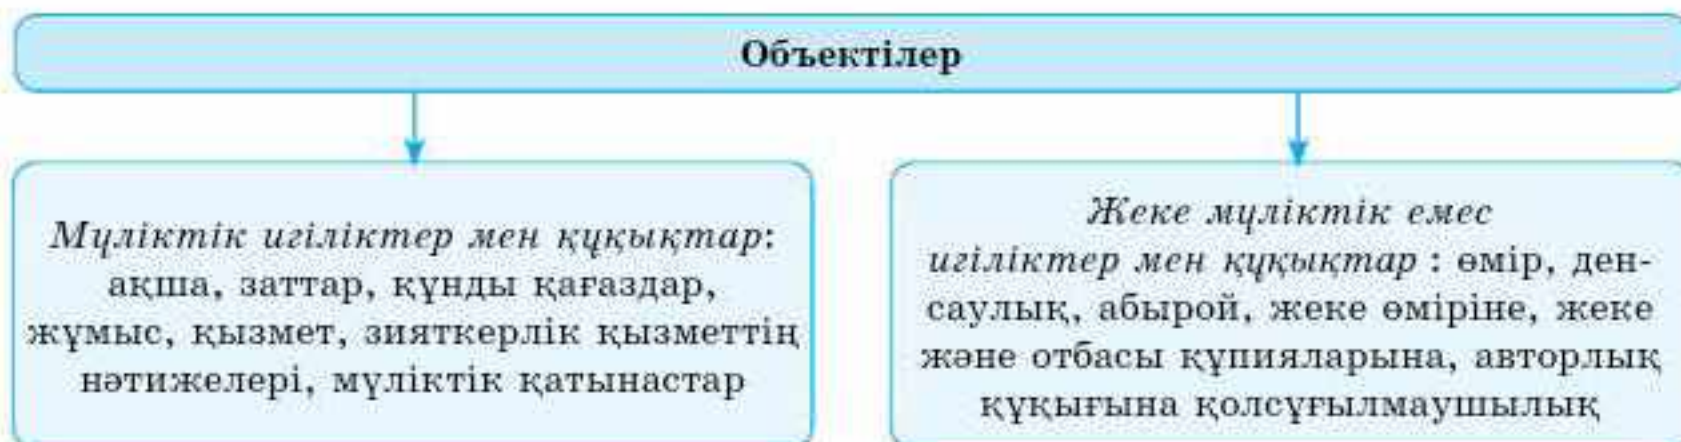 Объектілер
Мүліктік игіліктер мен құқықтар:
ақша, заттар, құнды қағаздар,
жұмыс, қызмет, зияткерлік қызметтің
нәтижелері, мүліктік қатынастар
Жеке мүліктік емес
игіліктер мен құқықтар : өмір, ден-
саулық, абырой, жеке өміріне, жеке
және отбасы құпияларына, авторлық
құқығына қолсұғылмаушылық